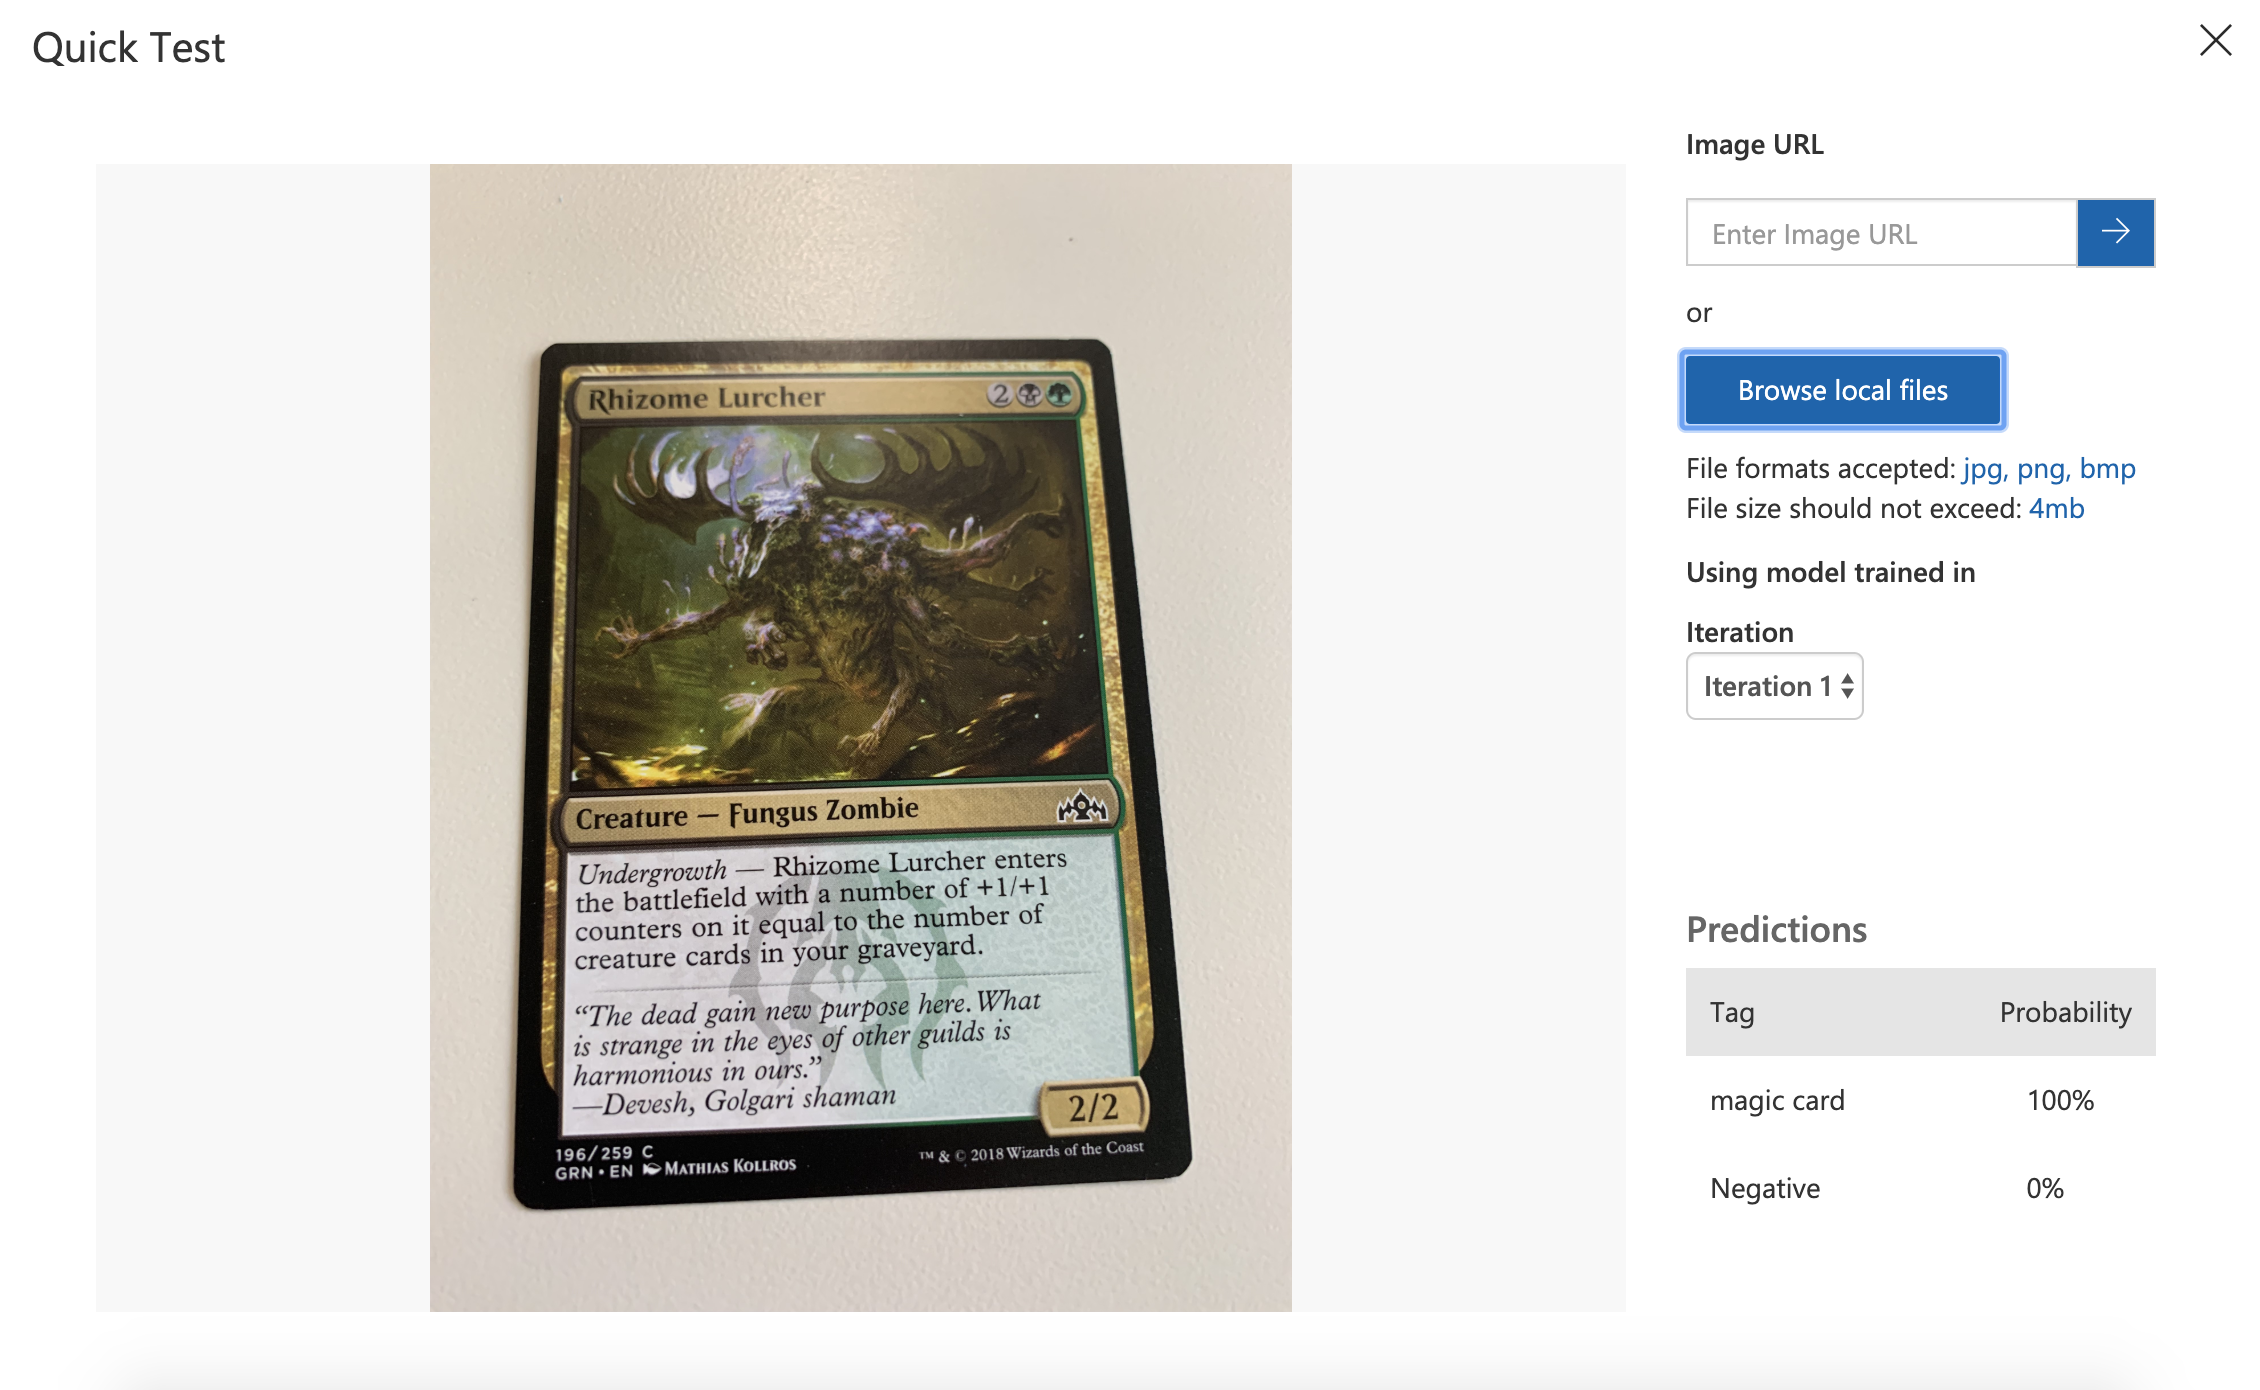 Quick Test
Image URL
Enter Image URL
or
Browse local files
File formats accepted: jpg, png, bmp
File size should not exceed: 4mb
Using model trained in
Iteration
Iteration 1
Predictions
Tag Probability
magic card 100%
Negative 0%
Rhizome Lurcher 2
Creature — Fungus Zombie
Undergrowth — Rhizome Lurcher enters
the battlefield with a number of +1/+1
counters on it equal to the number of
creature cards in your graveyard.
“The dead gain new purpose here. What
is strange in the eyes of other guilds is
harmonious in ours.”
—Devesh, Golgari shaman
2/2
196/259 C
GRN • EN MATHIAS KOLLROS
™ & © 2018 Wizards of the Coast